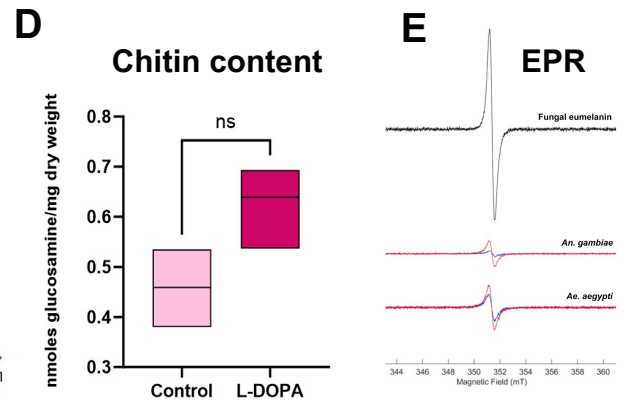 D
Chitin content
nmoles glucosamine/mg dry weight
0.8
0.7
0.6
0.5
0.4
0.3
ns
Control L-DOPA
E
EPR
Fungal eumelanin
An. gambiae
Ae. aegypti
344 346 348 350 352 354 356 358 360
Magnetic Field (mT)